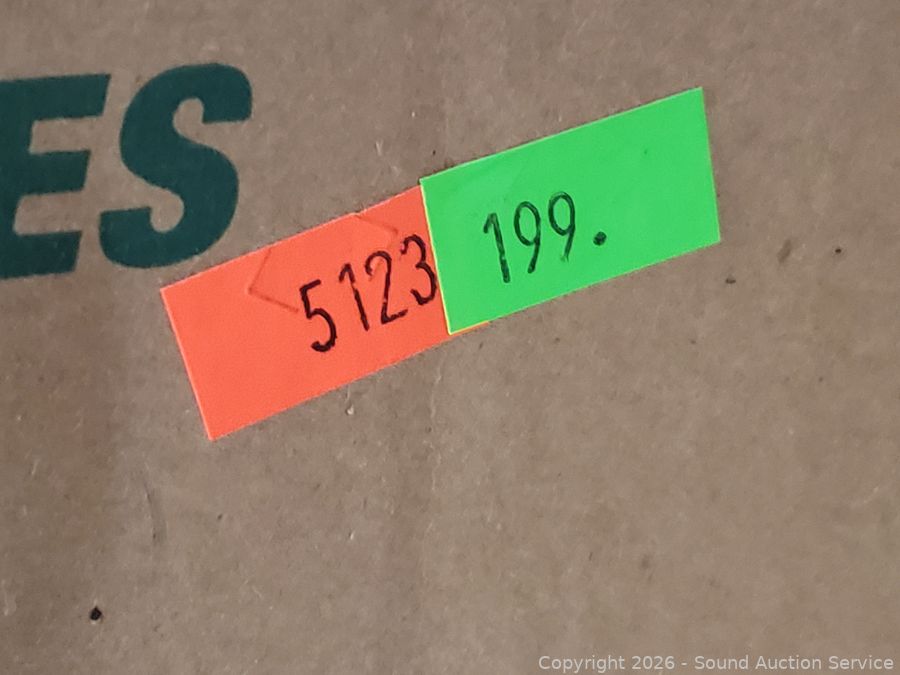 ES
5123
199.
Copyright 2026 - Sound Auction Service